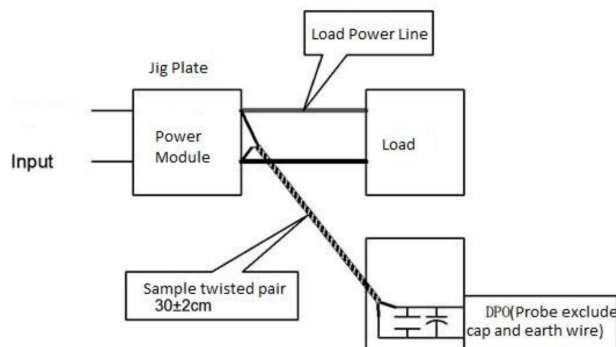 Load Power Line
Jig Plate
Power
Module
Load
Input
Sample twisted pair
30±2cm
DPO(Probe exclude
cap and earth wire)